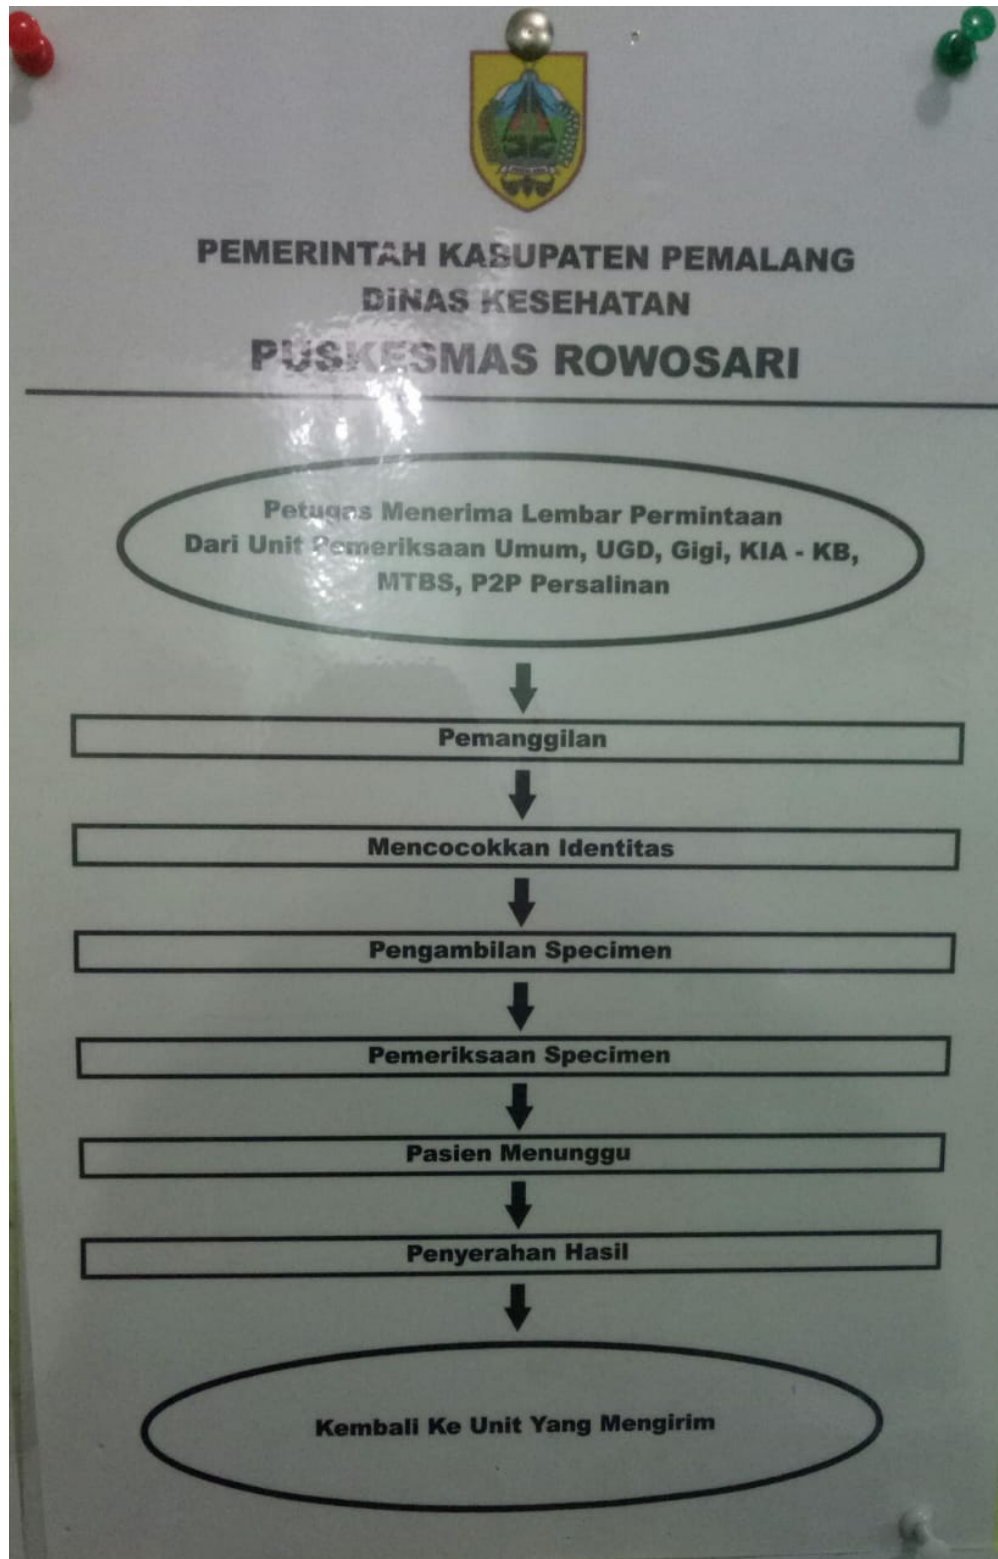 PEMERINTAH KABUPATEN PEMALANG
DINAS KESEHATAN
PUSKESMAS ROWOSARI
Petugas Menerima Lembar Permintaan
Dari Unit Pemeriksaan Umum, UGD, Gigi, KIA - KB,
MTBS, P2P Persalinan
Pemanggilan
Mencocokkan Identitas
Pengambilan Specimen
Pemeriksaan Specimen
Pasien Menunggu
Penyerahan Hasil
Kembali Ke Unit Yang Mengirim